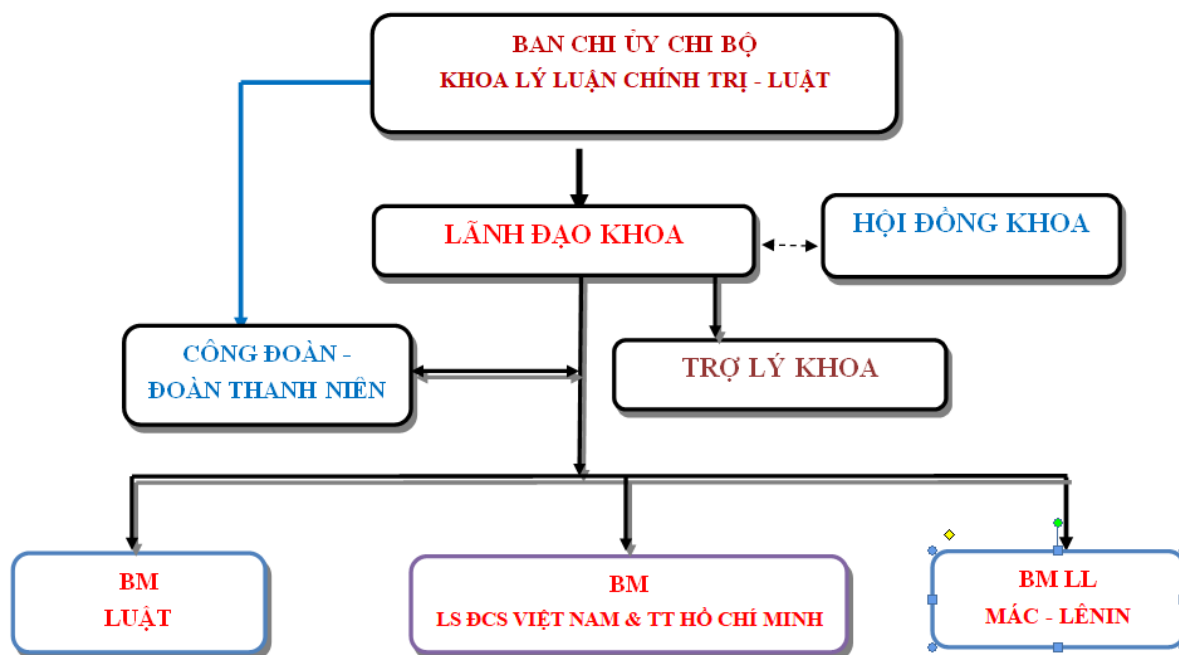 BAN CHI ỦY CHI BỘ
KHOA LÝ LUẬN CHÍNH TRỊ - LUẬT
LÃNH ĐẠO KHOA
HỘI ĐỒNG KHOA
CÔNG ĐOÀN -
ĐOÀN THANH NIÊN
TRỢ LÝ KHOA
BM
LUẬT
BM
LS ĐCS VIỆT NAM & TT HỒ CHÍ MINH
BM LL
MÁC - LÊNIN